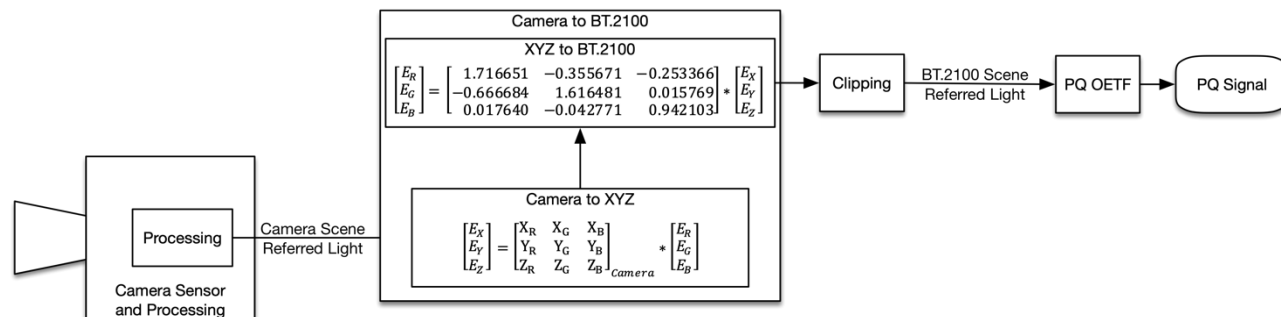 Camera to BT.2100
XYZ to BT.2100
[E_R] [1.716651 −0.355671 −0.253366] [E_X]
[E_G] = [−0.666684 1.616481 0.015769] * [E_Y]
[E_B] [0.017640 −0.042771 0.942103] [E_Z]
Clipping
BT.2100 Scene
Referred Light
PQ OETF
PQ Signal
Camera to XYZ
[E_X] [X_R X_G X_B] [E_R]
[E_Y] = [Y_R Y_G Y_B] * [E_G]
[E_Z] [Z_R Z_G Z_B]_Camera [E_B]
Processing
Camera Scene
Referred Light
Camera Sensor
and Processing